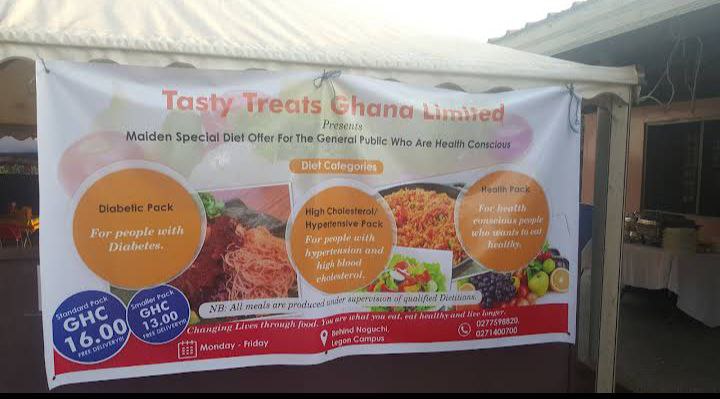 Tasty Treats Ghana Limited
Presents
Maiden Special Diet Offer For The General Public Who Are Health Conscious
Diet Categories
Diabetic Pack
For people with
Diabetes.
High Cholesterol/
Hypertensive Pack
For people with
hypertension and
high blood
cholesterol.
Health Pack
For health
conscious people
who wants to eat
healthy.
Standard Pack
GHC
16.00
FREE DELIVERY!!!
Smaller Pack
GHC
13.00
FREE DELIVERY!!!
NB: All meals are produced under supervision of qualified Dietitians.
Changing Lives through food. You are what you eat, eat healthy and live longer.
Monday - Friday
Behind Noguchi,
Legon Campus
0277598820,
0271400700